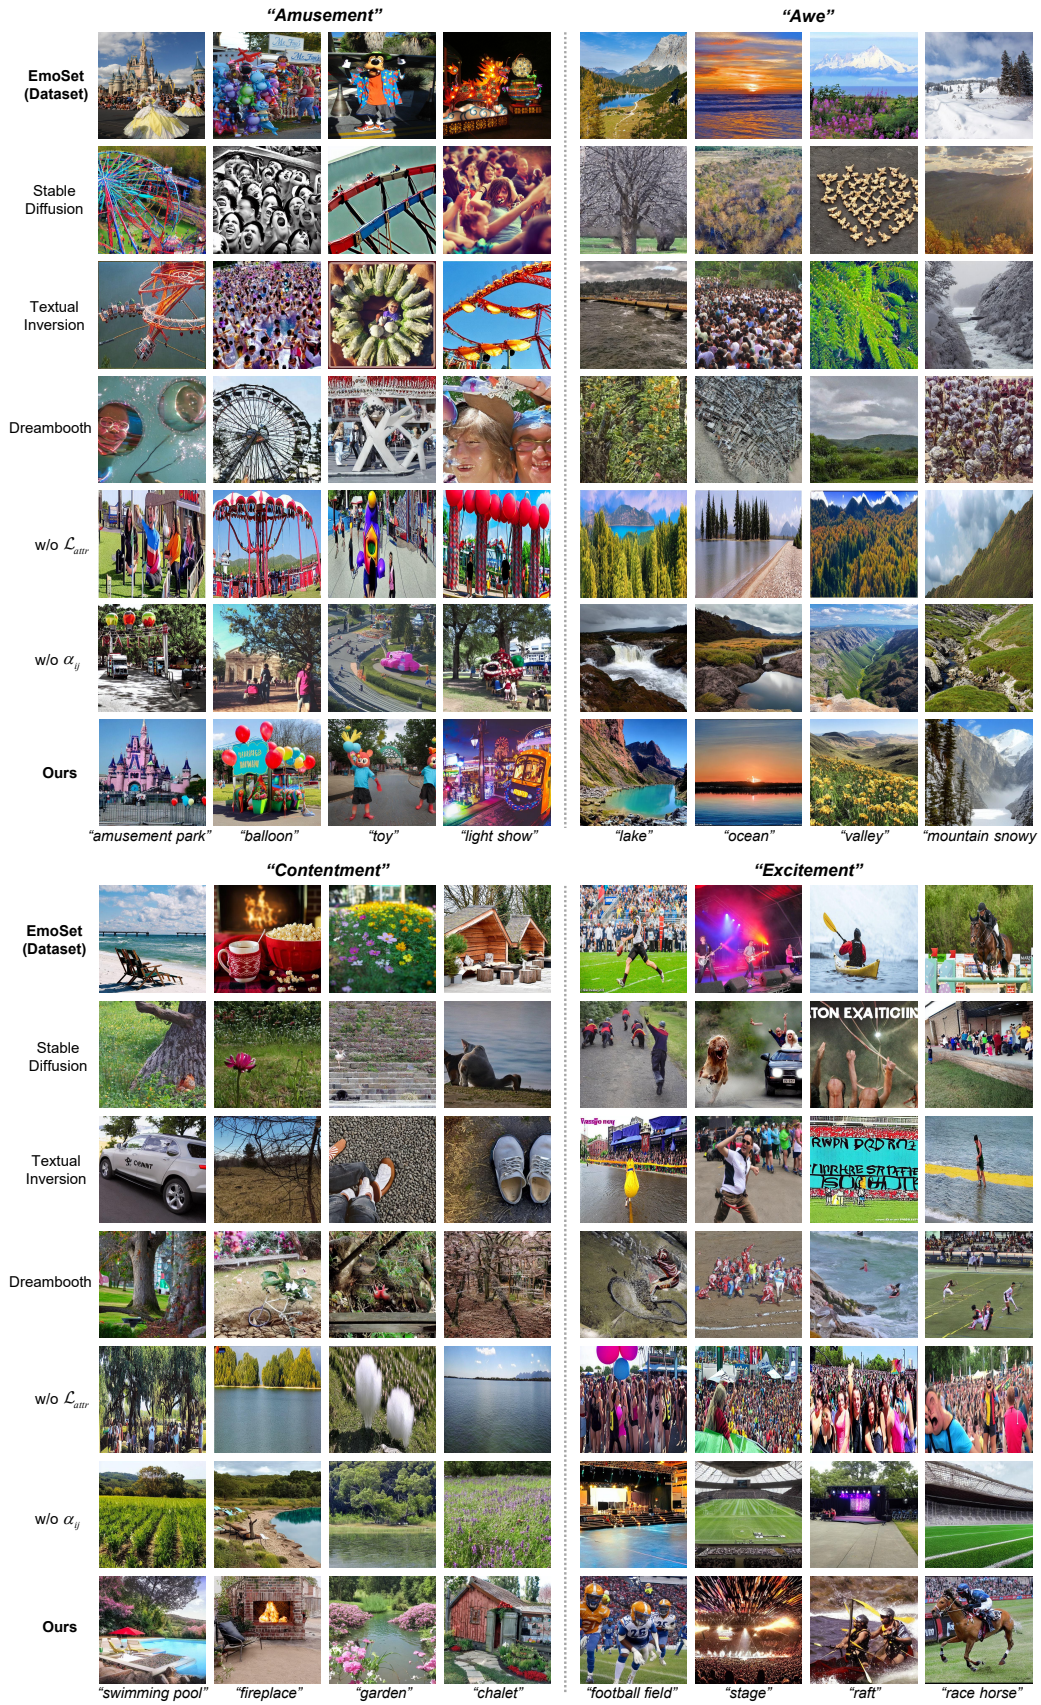 “Amusement”
“Awe”
EmoSet
(Dataset)
Stable
Diffusion
Textual
Inversion
Dreambooth
w/o ℒattr
w/o αij
Ours
“amusement park”
“balloon”
“toy”
“light show”
“lake”
“ocean”
“valley”
“mountain snowy
“Contentment”
“Excitement”
EmoSet
(Dataset)
Stable
Diffusion
TON EXAITICIIN
Textual
Inversion
Dreambooth
w/o ℒattr
w/o αij
Ours
“swimming pool”
“fireplace”
“garden”
“chalet”
“football field”
“stage”
“raft”
“race horse”